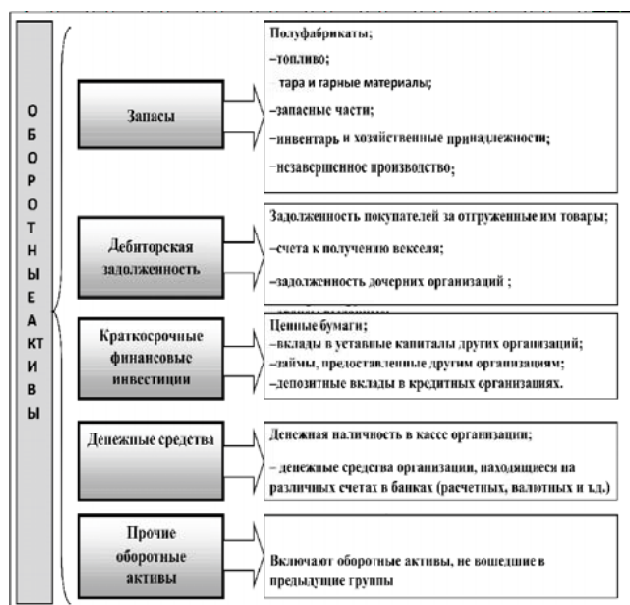 ОБОРОТНЫЕ АКТИВЫ
Запасы
Полуфабрикаты;
–топливо;
тара и гарные материалы;
–запасные части;
–инвентарь и хозяйственные принадлежности;
–незавершенное производство;
Дебиторская
задолженность
Задолженность покупателей за отгруженные им товары;
–счета к получению векселя;
–задолженность дочерних организаций ;
Краткосрочные
финансовые
инвестиции
Ценные бумаги;
–вклады в уставные капиталы других организаций;
–займы, предоставленные другим организациям;
–депозитные вклады в кредитных организациях.
Денежные средства
Денежная наличность в кассе организации;
– денежные средства организации, находящиеся на
различных счетах в банках (расчетных, валютных и т.д.)
Прочие
оборотные
активы
Включают оборотные активы, не вошедшие в
предыдущие группы